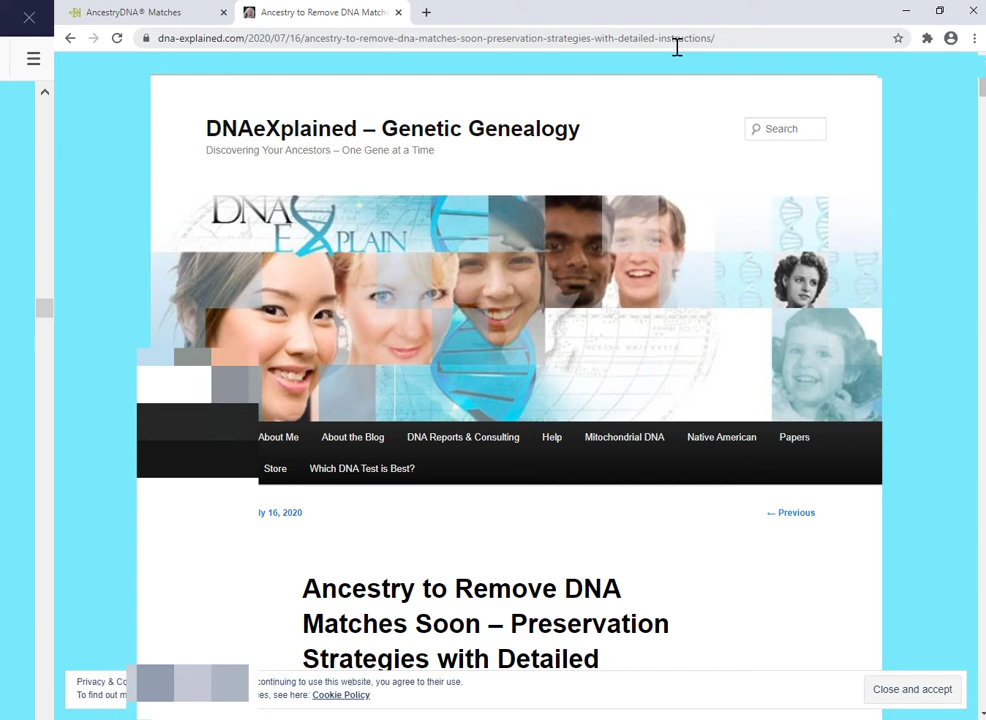 AncestryDNA® Matches
Ancestry to Remove DNA Match
dna-explained.com/2020/07/16/ancestry-to-remove-dna-matches-soon-preservation-strategies-with-detailed-instructions/
DNAeXplained – Genetic Genealogy
Discovering Your Ancestors – One Gene at a Time
Search
DNA
EXPLAIN
About Me About the Blog DNA Reports & Consulting Help Mitochondrial DNA Native American Papers
Store Which DNA Test is Best?
ly 16, 2020
← Previous
Ancestry to Remove DNA
Matches Soon – Preservation
Strategies with Detailed
Privacy & Co
continuing to use this website, you agree to their use.
To find out m
es, see here: Cookie Policy
Close and accept